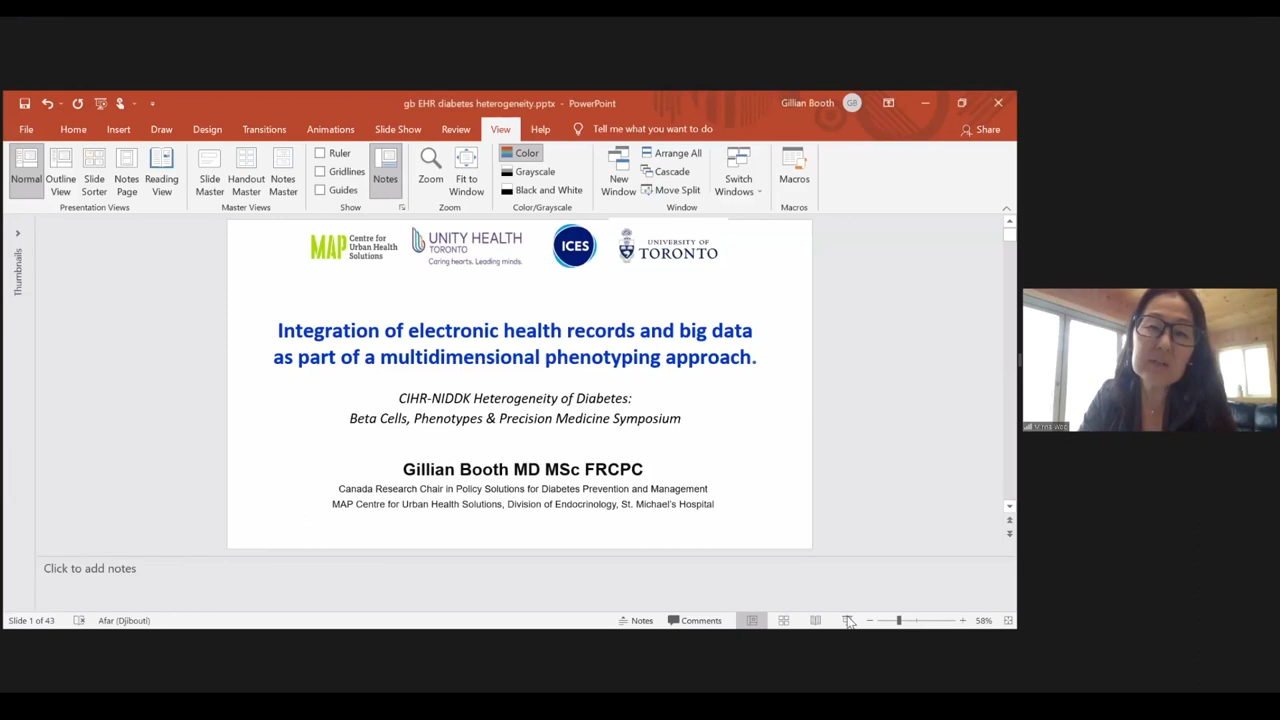 gb EHR diabetes heterogeneity.pptx - PowerPoint
Gillian Booth
GB
File Home Insert Draw Design Transitions Animations Slide Show Review View Help Tell me what you want to do
Share
Normal
Outline View
Slide Sorter
Notes Page
Reading View
Presentation Views
Slide Master
Handout Master
Notes Master
Master Views
Ruler
Gridlines
Guides
Show
Notes
Zoom
Fit to Window
Zoom
Color
Grayscale
Black and White
Color/Grayscale
New Window
Arrange All
Cascade
Move Split
Window
Switch Windows
Macros
Macros
Thumbnails
MAP Centre for Urban Health Solutions
UNITY HEALTH
TORONTO
Caring hearts. Leading minds.
ICES
UNIVERSITY OF
TORONTO
Integration of electronic health records and big data
as part of a multidimensional phenotyping approach.
CIHR-NIDDK Heterogeneity of Diabetes:
Beta Cells, Phenotypes & Precision Medicine Symposium
Gillian Booth MD MSc FRCPC
Canada Research Chair in Policy Solutions for Diabetes Prevention and Management
MAP Centre for Urban Health Solutions, Division of Endocrinology, St. Michael's Hospital
Click to add notes
Slide 1 of 43
Afar (Djibouti)
Notes
Comments
58%
Minna Woo